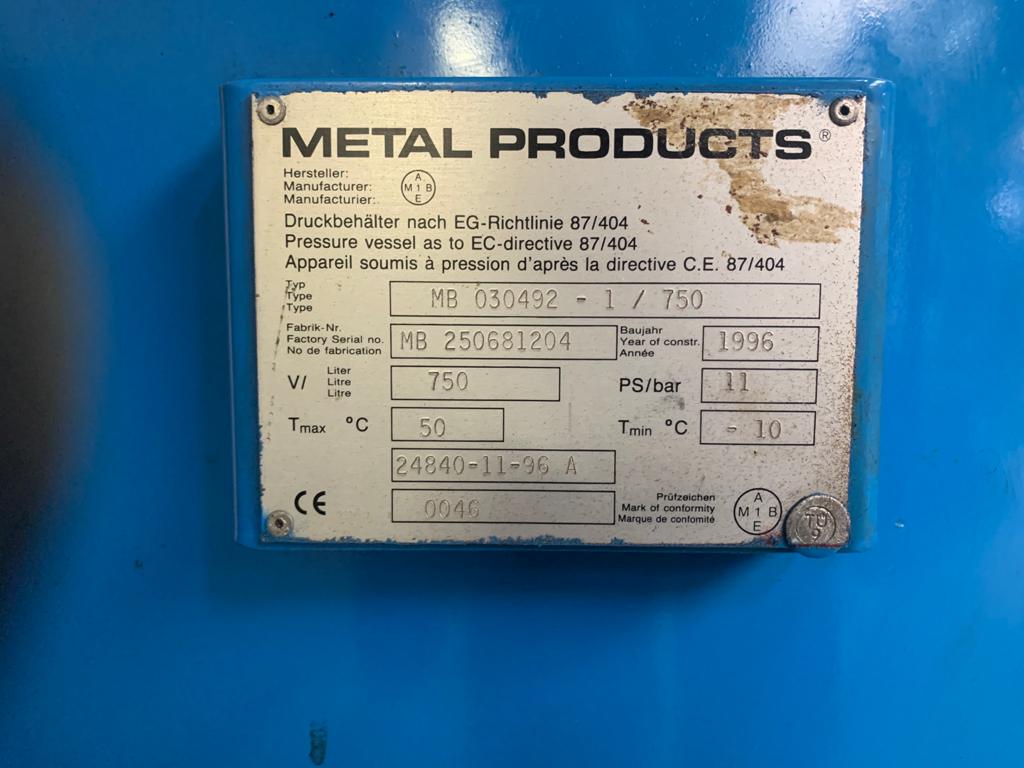 METAL PRODUCTS®
Hersteller:
Manufacturer:
Manufacturier:
A
M 1 B
E
Druckbehälter nach EG-Richtlinie 87/404
Pressure vessel as to EC-directive 87/404
Appareil soumis à pression d'après la directive C.E. 87/404
Typ
Type
Type
MB 030492 - 1 / 750
Fabrik-Nr.
Factory Serial no.
No de fabrication
MB 250681204
Baujahr
Year of constr.
Année
1996
V/
Liter
Litre
Litre
750
PS/bar
11
Tmax °C
50
Tmin °C
- 10
24840-11-96 A
CE
0046
Prüfzeichen
Mark of conformity
Marque de comfomité
A
M 1 B
E
TÜ
9